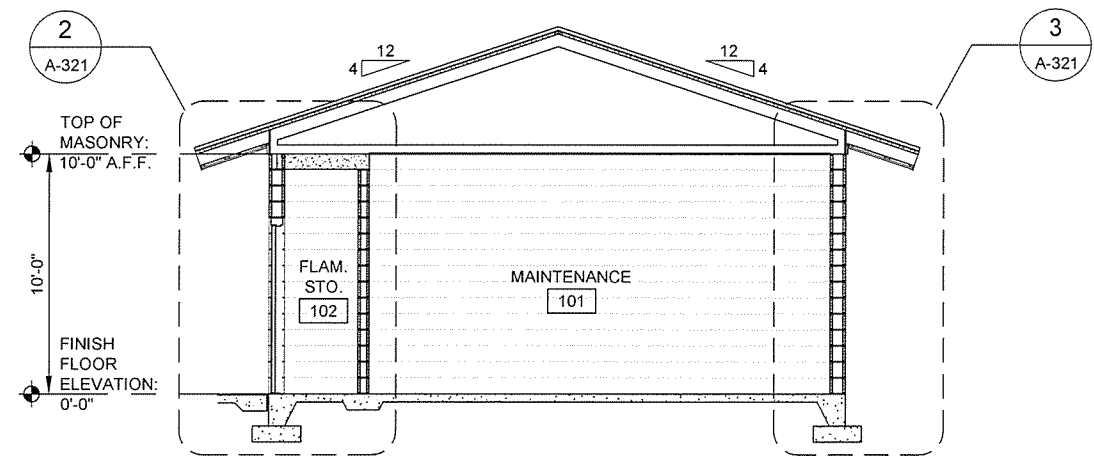 2
A-321
3
A-321
12
4
12
4
TOP OF
MASONRY:
10'-0" A.F.F.
10'-0"
FLAM.
STO.
102
MAINTENANCE
101
FINISH
FLOOR
ELEVATION:
0'-0"